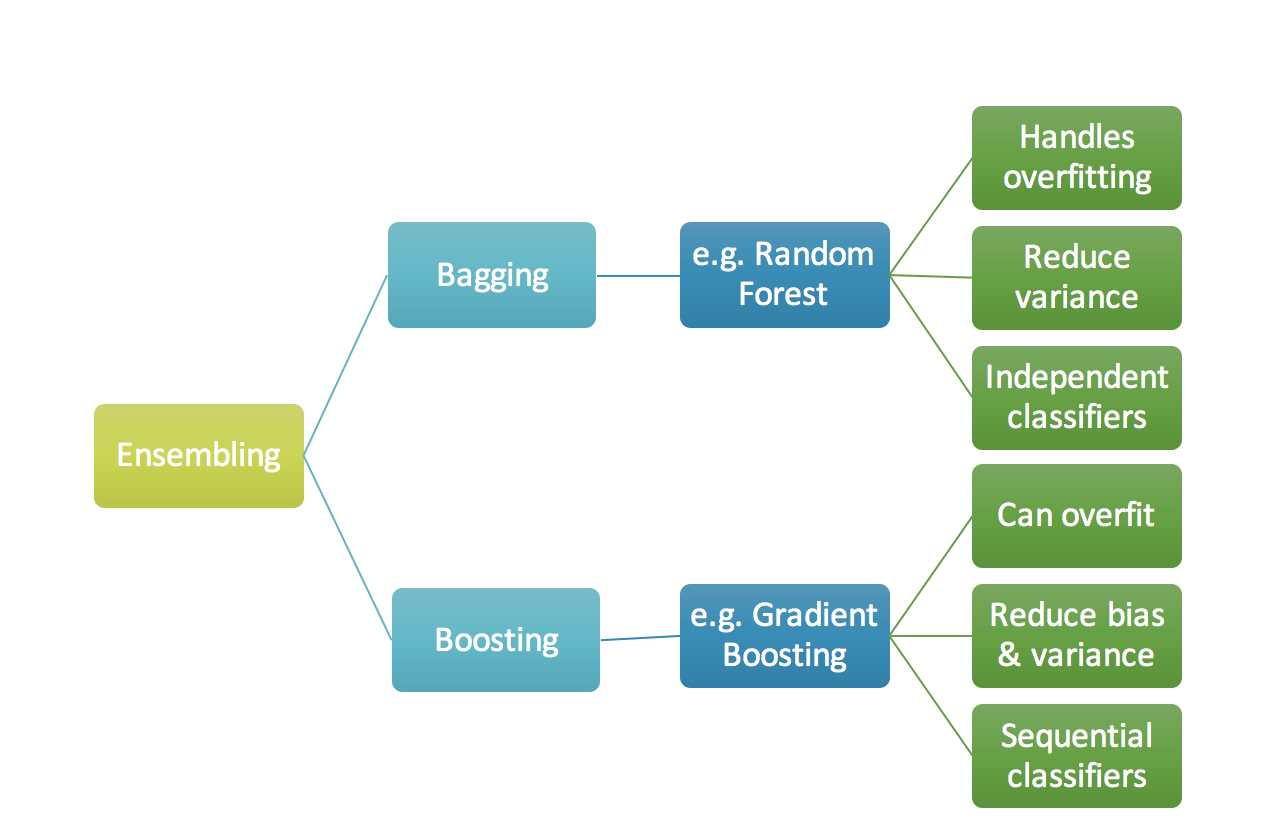 Ensembling
Bagging
e.g. Random
Forest
Handles
overfitting
Reduce
variance
Independent
classifiers
Boosting
e.g. Gradient
Boosting
Can overfit
Reduce bias
& variance
Sequential
classifiers